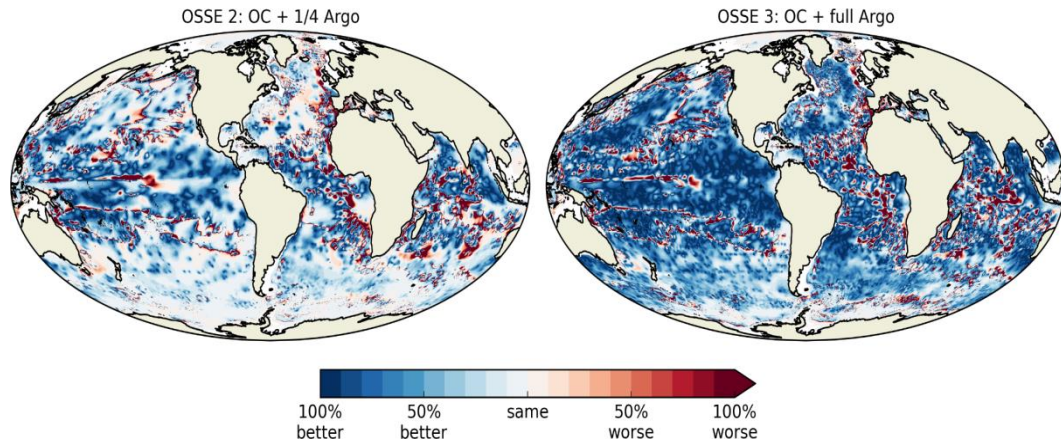 OSSE 2: OC + 1/4 Argo
OSSE 3: OC + full Argo
100% better
50% better
same
50% worse
100% worse